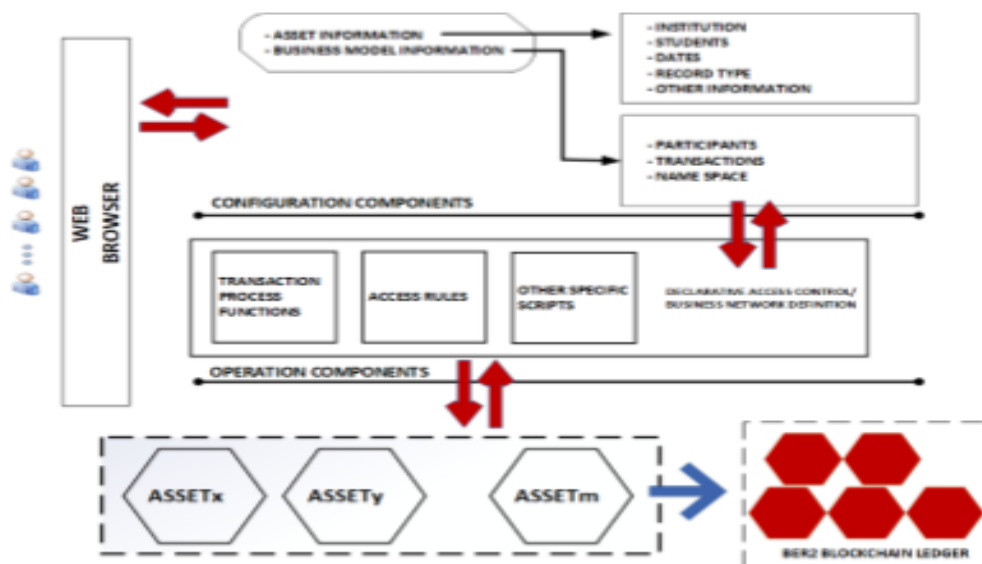 - ASSET INFORMATION
- BUSINESS MODEL INFORMATION
- INSTITUTION
- STUDENTS
- DATES
- RECORD TYPE
- OTHER INFORMATION
- PARTICIPANTS
- TRANSACTIONS
- NAME SPACE
WEB
BROWSER
CONFIGURATION COMPONENTS
TRANSACTION
PROCESS
FUNCTIONS
ACCESS RULES
OTHER SPECIFIC
SCRIPTS
DECLARATIVE ACCESS CONTROL/
BUSINESS NETWORK DEFINITION
OPERATION COMPONENTS
ASSETx
ASSETy
ASSETm
BER2 BLOCKCHAIN LEDGER